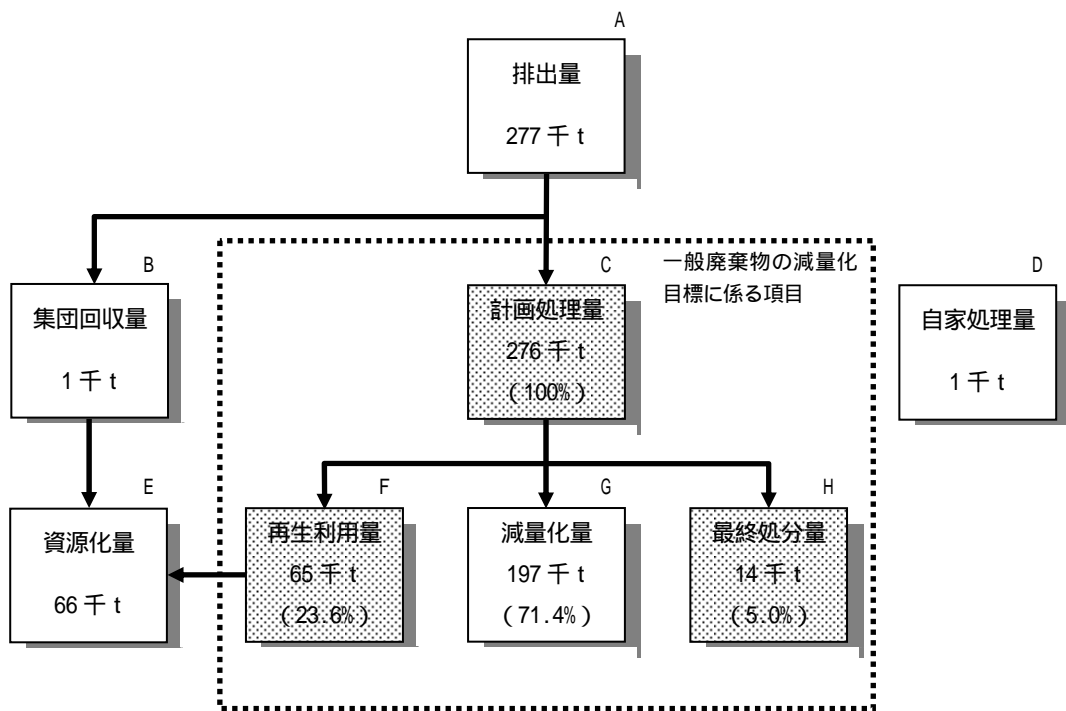 A
排出量
277 千 t
B
集団回収量
1 千 t
C
計画処理量
276 千 t
(100%)
一般廃棄物の減量化
目標に係る項目
D
自家処理量
1 千 t
E
資源化量
66 千 t
F
再生利用量
65 千 t
(23.6%)
G
減量化量
197 千 t
(71.4%)
H
最終処分量
14 千 t
(5.0%)